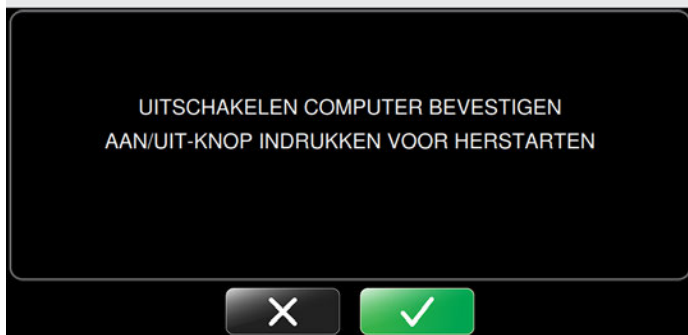 UITSCHAKELEN COMPUTER BEVESTIGEN
AAN/UIT-KNOP INDRUKKEN VOOR HERSTARTEN